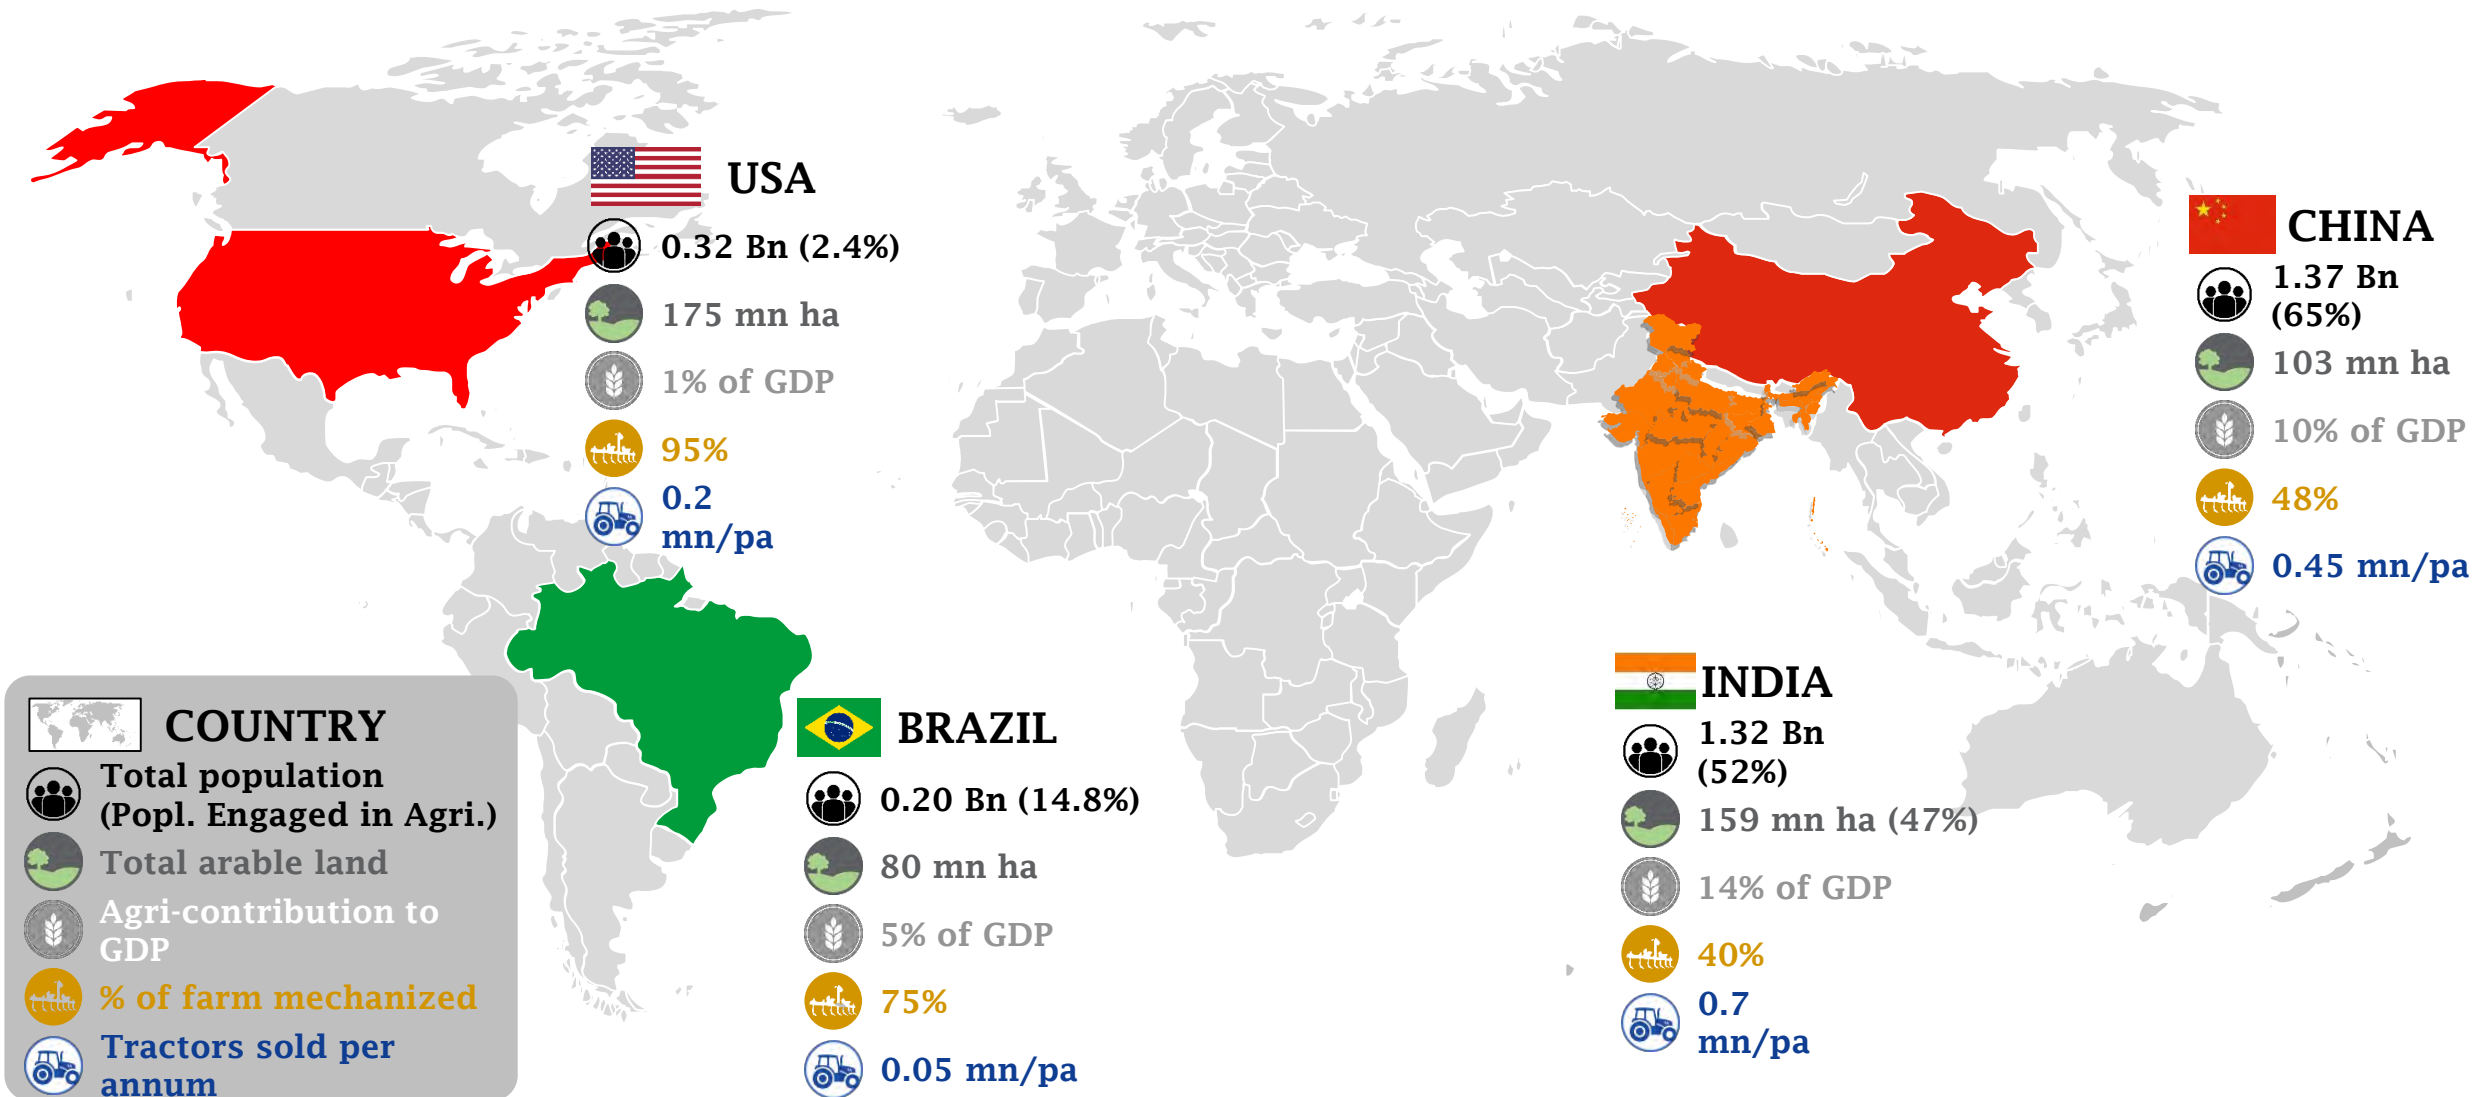 USA
0.32 Bn (2.4%)
175 mn ha
1% of GDP
95%
0.2
mn/pa
CHINA
1.37 Bn
(65%)
103 mn ha
10% of GDP
48%
0.45 mn/pa
COUNTRY
Total population
(Popl. Engaged in Agri.)
Total arable land
Agri-contribution to
GDP
% of farm mechanized
Tractors sold per
annum
BRAZIL
0.20 Bn (14.8%)
80 mn ha
5% of GDP
75%
0.05 mn/pa
INDIA
1.32 Bn
(52%)
159 mn ha (47%)
14% of GDP
40%
0.7
mn/pa